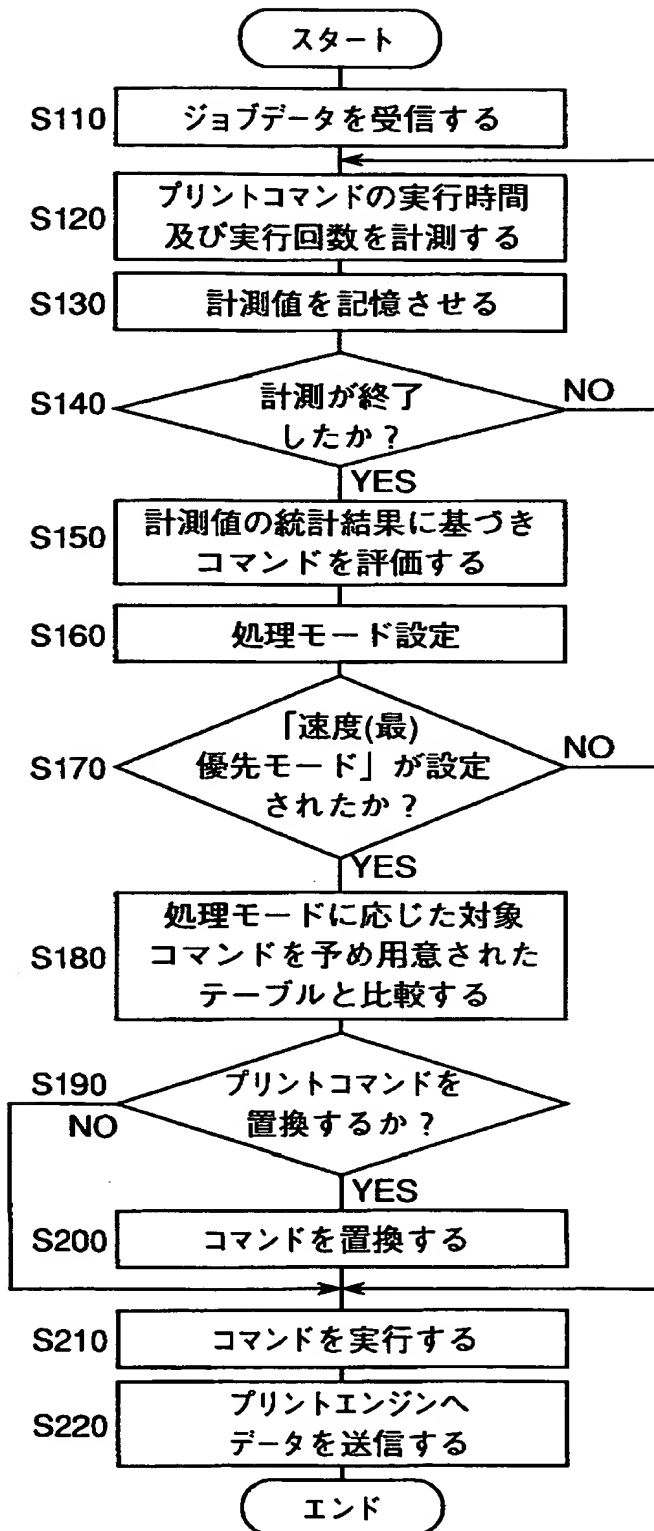 スタート
S110
ジョブデータを受信する
S120
プリントコマンドの実行時間
及び実行回数を計測する
S130
計測値を記憶させる
S140
計測が終了
したか?
NO
YES
S150
計測値の統計結果に基づき
コマンドを評価する
S160
処理モード設定
S170
「速度(最)
優先モード」が設定
されたか?
NO
YES
S180
処理モードに応じた対象
コマンドを予め用意された
テーブルと比較する
S190
プリントコマンドを
置換するか?
NO
YES
S200
コマンドを置換する
S210
コマンドを実行する
S220
プリントエンジンへ
データを送信する
エンド